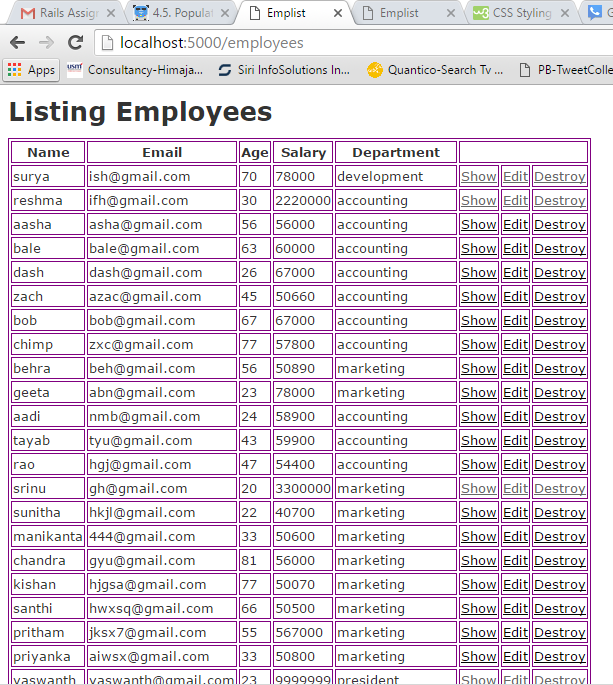 Rails Assig
4.5. Populat
Emplist
Emplist
CSS Styling
G
localhost:5000/employees
Apps
usmf
Consultancy-Himaja...
Siri InfoSolutions In...
Quantico-Search Tv ...
PB-TweetColle
Listing Employees
Name Email Age Salary Department
surya ish@gmail.com 70 78000 development Show Edit Destroy
reshma ifh@gmail.com 30 2220000 accounting Show Edit Destroy
aasha asha@gmail.com 56 56000 accounting Show Edit Destroy
bale bale@gmail.com 63 60000 accounting Show Edit Destroy
dash dash@gmail.com 26 67000 accounting Show Edit Destroy
zach azac@gmail.com 45 50660 accounting Show Edit Destroy
bob bob@gmail.com 67 67000 accounting Show Edit Destroy
chimp zxc@gmail.com 77 57800 accounting Show Edit Destroy
behra beh@gmail.com 56 50890 marketing Show Edit Destroy
geeta abn@gmail.com 23 78000 marketing Show Edit Destroy
aadi nmb@gmail.com 24 58900 accounting Show Edit Destroy
tayab tyu@gmail.com 43 59900 accounting Show Edit Destroy
rao hgj@gmail.com 47 54400 accounting Show Edit Destroy
srinu gh@gmail.com 20 3300000 marketing Show Edit Destroy
sunitha hkjl@gmail.com 22 40700 marketing Show Edit Destroy
manikanta 444@gmail.com 33 50600 marketing Show Edit Destroy
chandra gyu@gmail.com 81 56000 marketing Show Edit Destroy
kishan hjgsa@gmail.com 77 50070 marketing Show Edit Destroy
santhi hwxsq@gmail.com 66 50500 marketing Show Edit Destroy
pritham jksx7@gmail.com 55 567000 marketing Show Edit Destroy
priyanka aiwsx@gmail.com 33 50800 marketing Show Edit Destroy
yaswanth yaswanth@gmail.com 23 9999999 president Show Edit Destroy